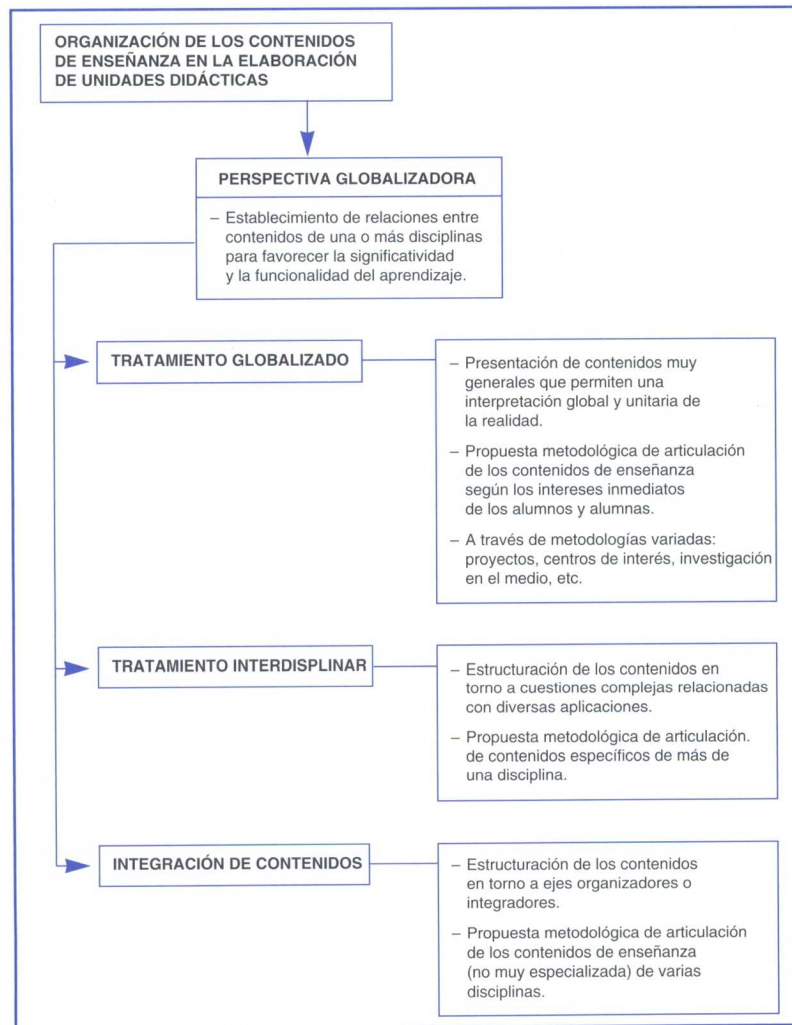 ORGANIZACIÓN DE LOS CONTENIDOS
DE ENSEÑANZA EN LA ELABORACIÓN
DE UNIDADES DIDÁCTICAS
PERSPECTIVA GLOBALIZADORA
– Establecimiento de relaciones entre
contenidos de una o más disciplinas
para favorecer la significatividad
y la funcionalidad del aprendizaje.
TRATAMIENTO GLOBALIZADO
– Presentación de contenidos muy
generales que permiten una
interpretación global y unitaria de
la realidad.
– Propuesta metodológica de articulación
de los contenidos de enseñanza
según los intereses inmediatos
de los alumnos y alumnas.
– A través de metodologías variadas:
proyectos, centros de interés, investigación
en el medio, etc.
TRATAMIENTO INTERDISPLINAR
– Estructuración de los contenidos en
torno a cuestiones complejas relacionadas
con diversas aplicaciones.
– Propuesta metodológica de articulación.
de contenidos específicos de más de
una disciplina.
INTEGRACIÓN DE CONTENIDOS
– Estructuración de los contenidos
en torno a ejes organizadores o
integradores.
– Propuesta metodológica de articulación
de los contenidos de enseñanza
(no muy especializada) de varias
disciplinas.